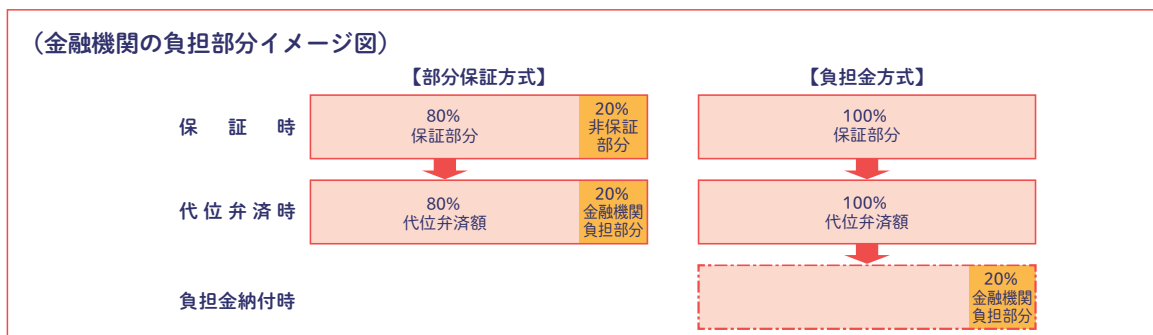 （金融機関の負担部分イメージ図）
【部分保証方式】
【負担金方式】
保証時
80%
保証部分
20%
非保証
部分
100%
保証部分
代位弁済時
80%
代位弁済額
20%
金融機関
負担部分
100%
代位弁済額
負担金納付時
20%
金融機関
負担部分